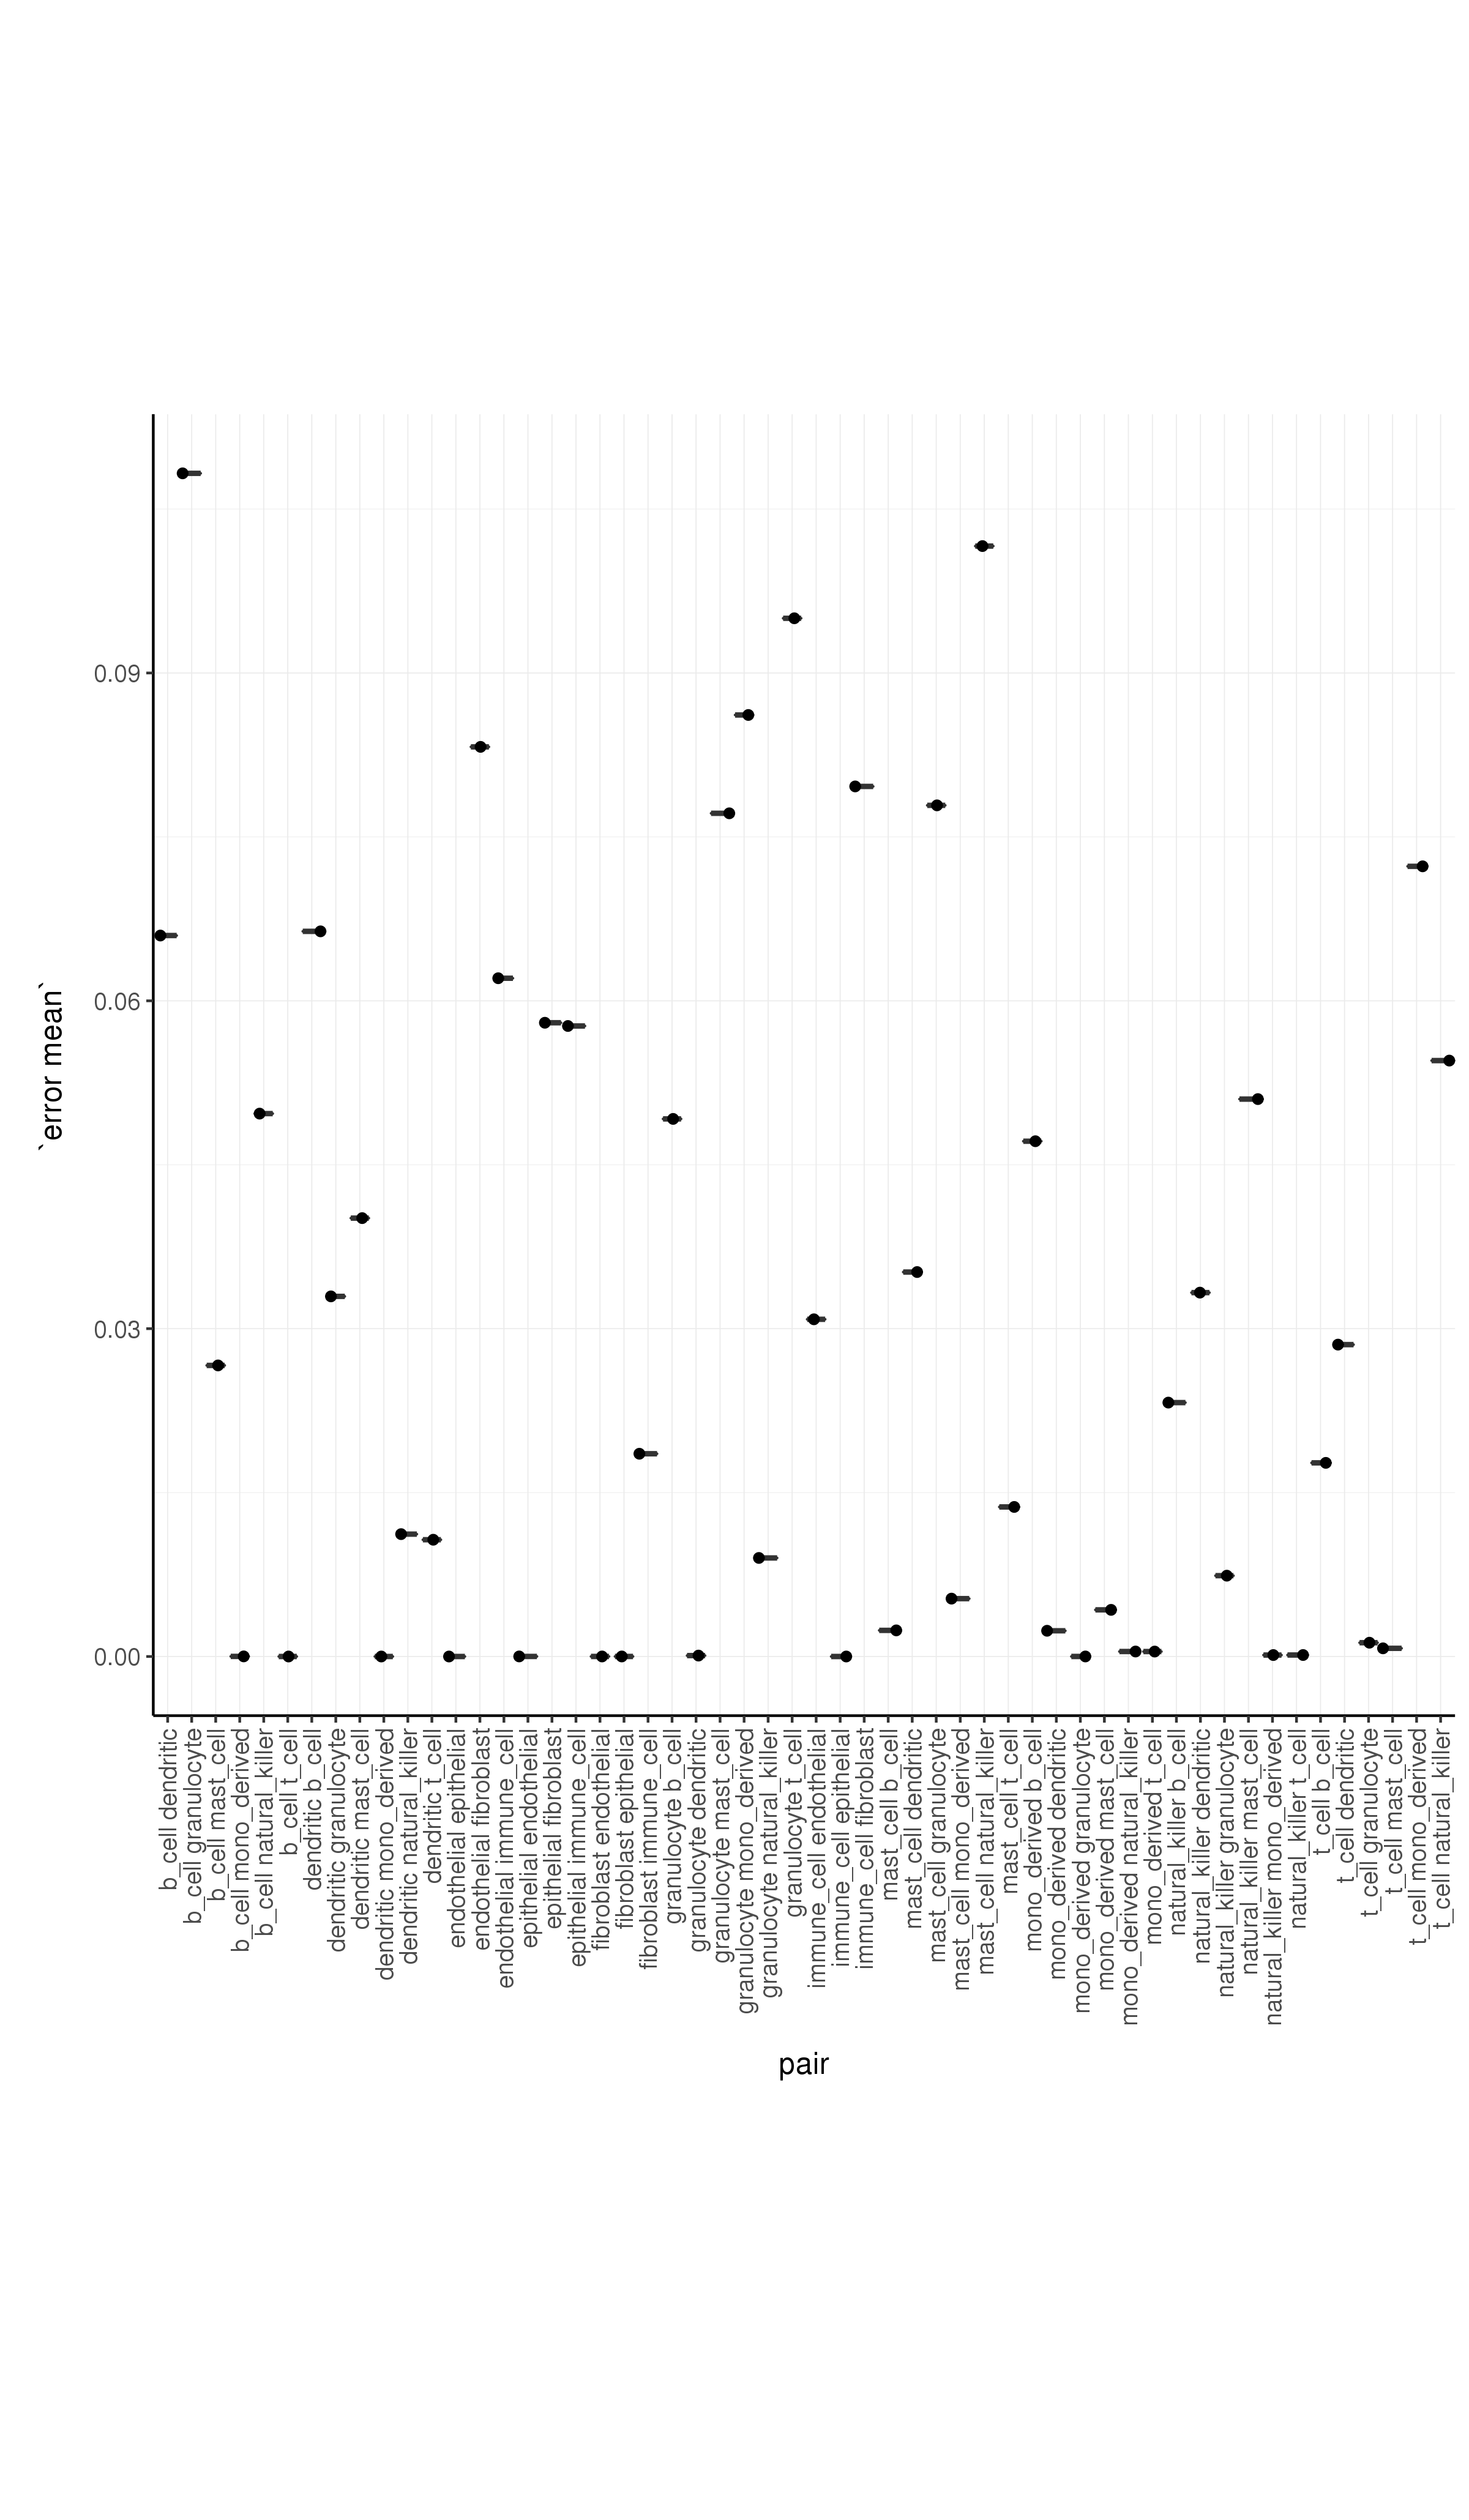 0.09
0.06
0.03
0.00
`error mean`
b_cell dendritic
b_cell granulocyte
b_cell mast_cell
b_cell mono_derived
b_cell natural_killer
b_cell t_cell
dendritic b_cell
dendritic granulocyte
dendritic mast_cell
dendritic mono_derived
dendritic natural_killer
dendritic t_cell
endothelial epithelial
endothelial fibroblast
endothelial immune_cell
epithelial endothelial
epithelial fibroblast
epithelial immune_cell
fibroblast endothelial
fibroblast epithelial
fibroblast immune_cell
granulocyte b_cell
granulocyte dendritic
granulocyte mast_cell
granulocyte mono_derived
granulocyte natural_killer
granulocyte t_cell
immune_cell endothelial
immune_cell epithelial
immune_cell fibroblast
mast_cell b_cell
mast_cell dendritic
mast_cell granulocyte
mast_cell mono_derived
mast_cell natural_killer
mast_cell t_cell
mono_derived b_cell
mono_derived dendritic
mono_derived granulocyte
mono_derived mast_cell
mono_derived natural_killer
mono_derived t_cell
natural_killer b_cell
natural_killer dendritic
natural_killer granulocyte
natural_killer mast_cell
natural_killer mono_derived
natural_killer t_cell
t_cell b_cell
t_cell dendritic
t_cell granulocyte
t_cell mast_cell
t_cell mono_derived
t_cell natural_killer
pair